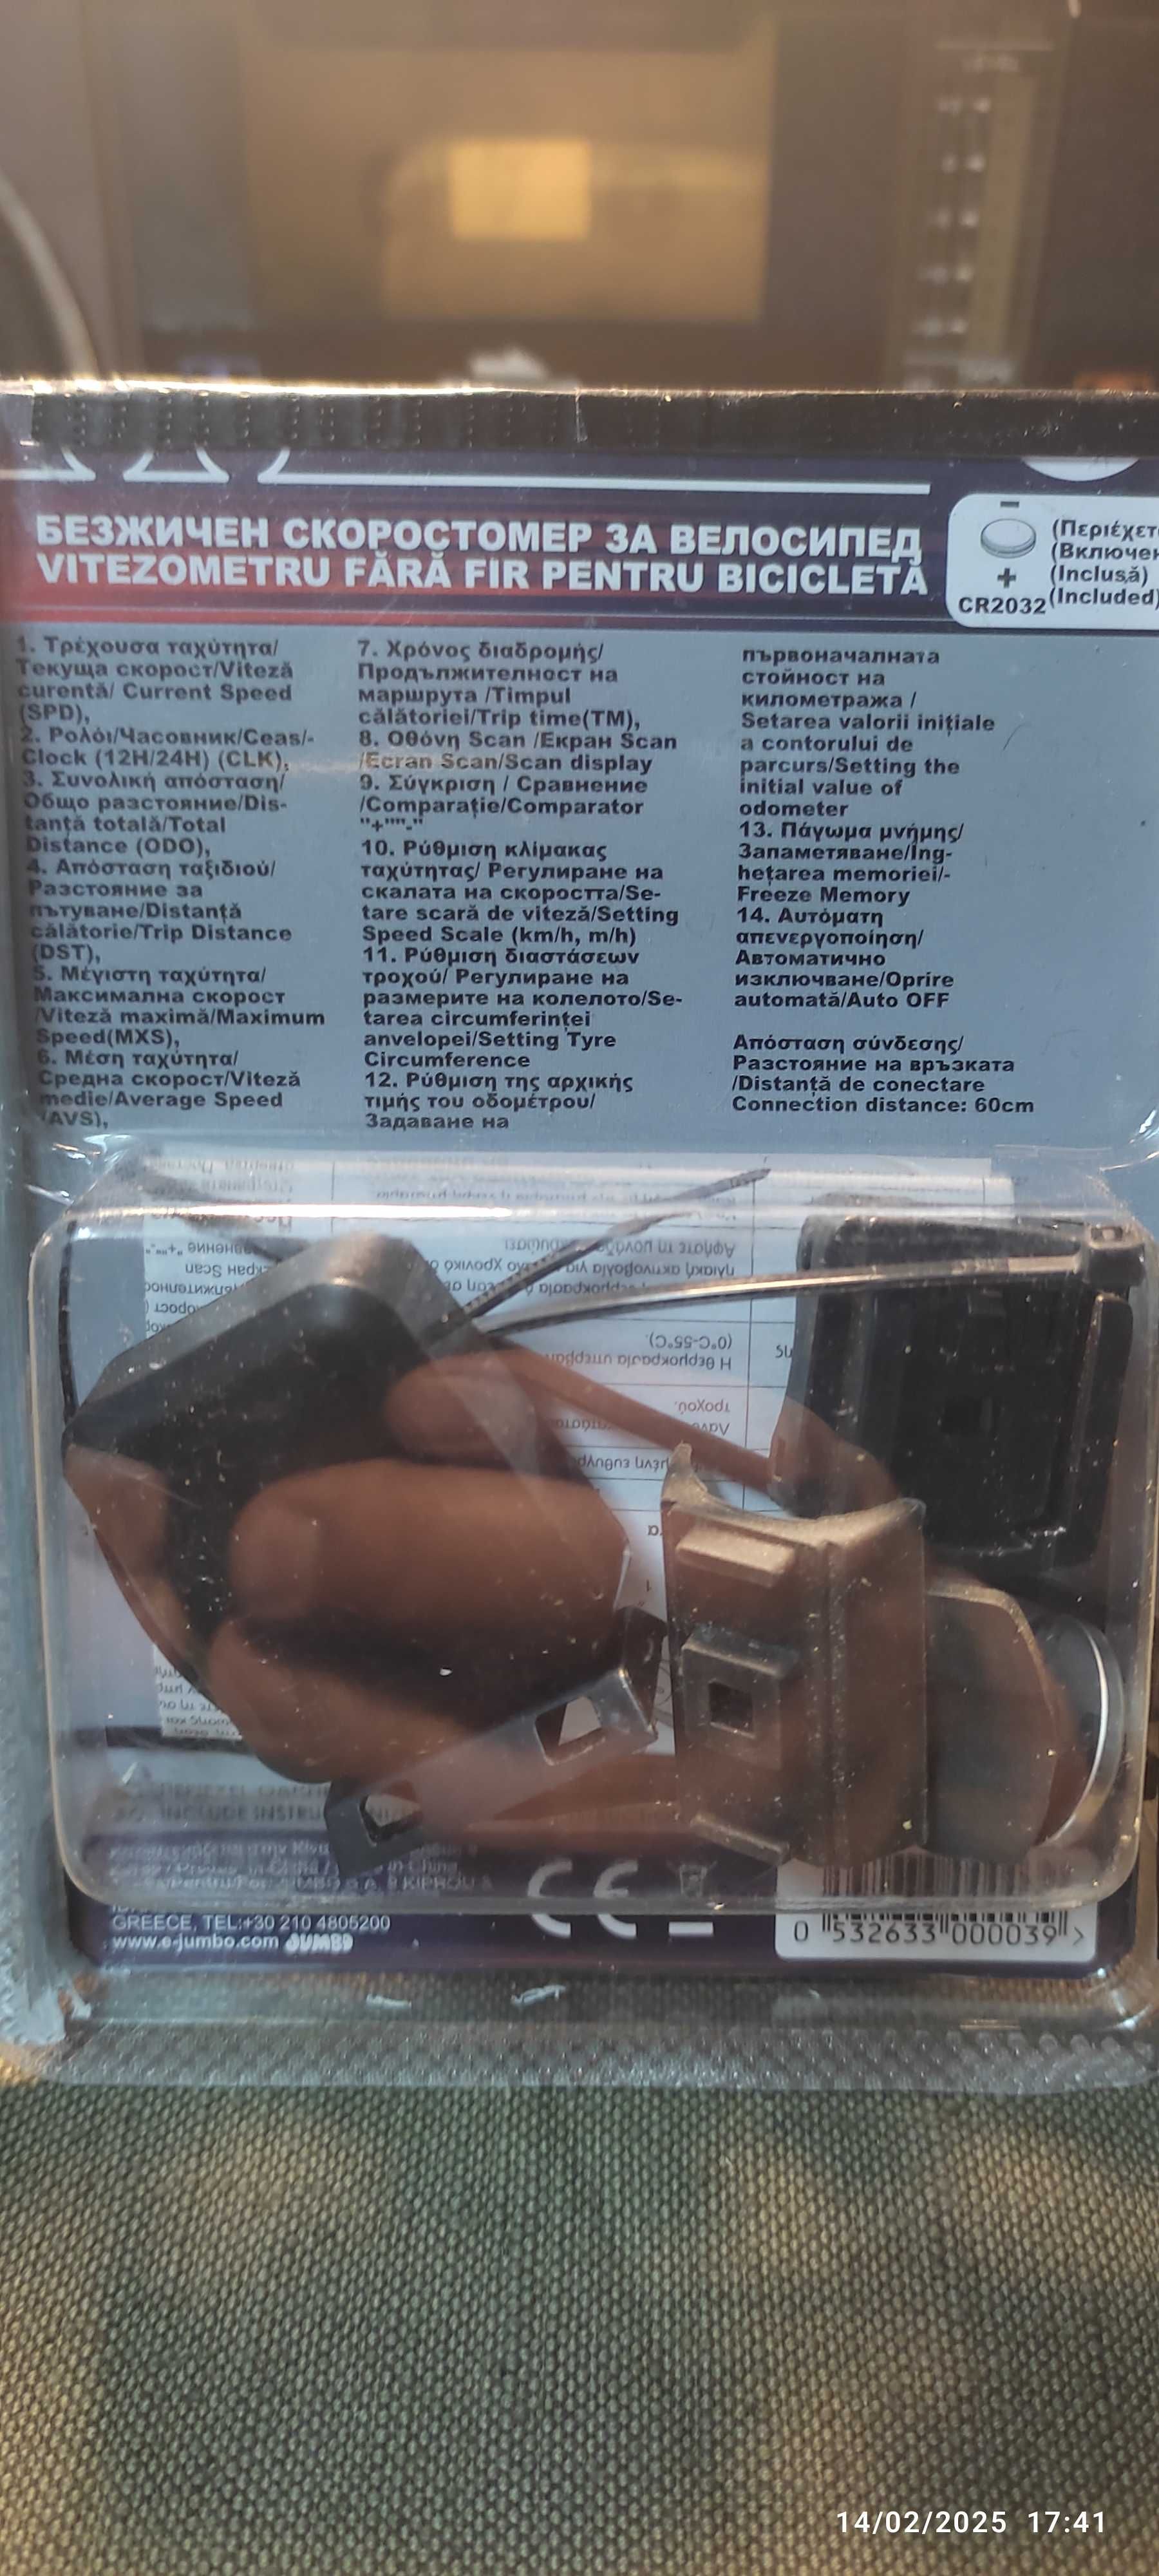 БЕЗЖИЧЕН СКОРОСТОМЕР ЗА ВЕЛОСИПЕД
VITEZOMETRU FĂRĂ FIR PENTRU BICICLETĂ
CR2032
(Включен
(Inclusă)
(Included)
1. Τρέχουσα ταχύτητα/
Текуща скорост/Viteză
curentă/ Current Speed
(SPD),
2. Ρολόι/Часовник/Ceas/-
Clock (12H/24H) (CLK),
3. Συνολική απόσταση/
Общо разстояние/Dis-
tanță totală/Total
Distance (ODO),
4. Απόσταση ταξιδιού/
Разстояние за
пътуване/Distanță
călătorie/Trip Distance
(DST),
5. Μέγιστη ταχύτητα/
Максимална скорост
/Viteză maximă/Maximum
Speed(MXS),
6. Μέση ταχύτητα/
Средна скорост/Viteză
medie/Average Speed
(AVS),
7. Χρόνος διαδρομής/
Продължителност на
маршрута /Timpul
călătoriei/Trip time(TM),
8. Οθόνη Scan /Екран Scan
/Ecran Scan/Scan display
9. Σύγκριση / Сравнение
/Comparație/Comparator
"+""-"
10. Ρύθμιση κλίμακας
ταχύτητας/ Регулиране на
скалата на скоростта/Se-
tare scară de viteză/Setting
Speed Scale (km/h, m/h)
11. Ρύθμιση διαστάσεων
τροχού/ Регулиране на
размерите на колелото/Se-
tarea circumferinței
anvelopei/Setting Tyre
Circumference
12. Ρύθμιση της αρχικής
τιμής του οδομέτρου/
Задаване на
първоначалната
стойност на
километража /
Setarea valorii inițiale
a contorului de
parcurs/Setting the
initial value of
odometer
13. Πάγωμα μνήμης/
Запаметяване/Îng-
hețarea memoriei/-
Freeze Memory
14. Αυτόματη
απενεργοποίηση/
Автоматично
изключване/Oprire
automată/Auto OFF
Απόσταση σύνδεσης/
Разстояние на връзката
/Distanță de conectare
Connection distance: 60cm
(0°C-55°C).
τροχού.
GREECE, TEL:+30 210 4805200
www.e-jumbo.com JUMBO
CE
0 532633 000039 >
14/02/2025 17:41